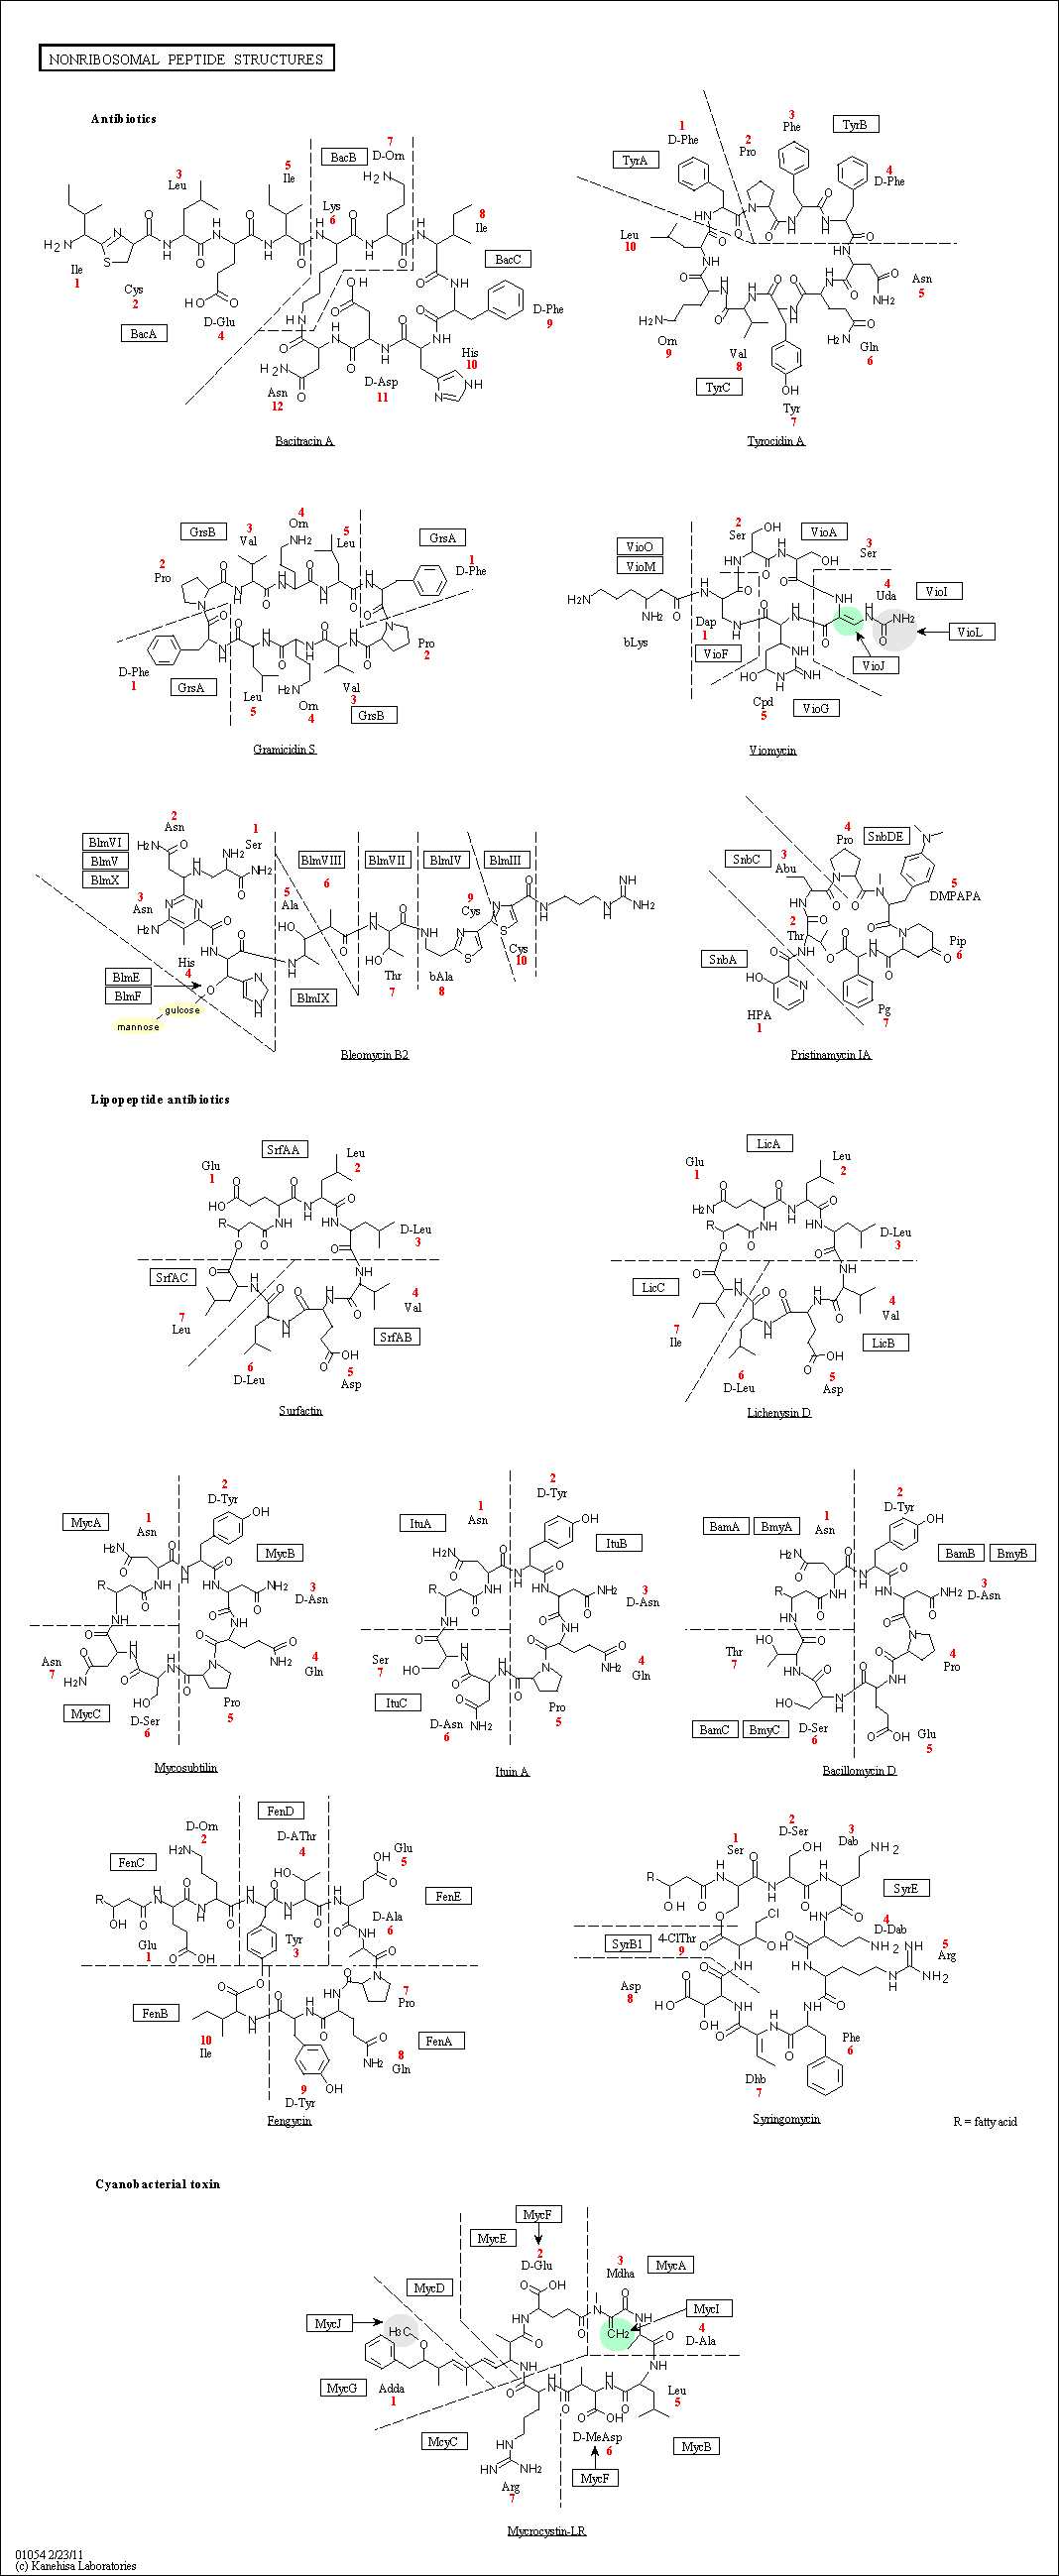 NONRIBOSOMAL PEPTIDE STRUCTURES
Antibiotics
BacB
7
D-Orn
5
Ile
3
Leu
Lys
6
8
Ile
Ile
1
Cys
2
D-Glu
4
BacA
BacC
D-Phe
9
His
10
D-Asp
11
Asn
12
Bacitracin A
1
D-Phe
2
Pro
3
Phe
TyrB
TyrA
4
D-Phe
Leu
10
Asn
5
Orn
9
Val
8
Gln
6
TyrC
Tyr
7
Tyrocidin A
GrsB
3
Val
4
Orn
5
Leu
GrsA
1
D-Phe
2
Pro
D-Phe
1
GrsA
Leu
5
Orn
4
Val
3
GrsB
Pro
2
Gramicidin S
VioO
VioM
2
Ser
VioA
3
Ser
4
Uda
VioI
VioL
VioJ
bLys
Dap
1
VioF
Cpd
5
VioG
Viomycin
BlmVI
BlmV
BlmX
2
Asn
1
Ser
3
Asn
BlmVIII
6
BlmVII
BlmIV
BlmIII
5
Ala
9
Cys
Cys
10
His
4
BlmE
BlmF
gulcose
mannose
BlmIX
Thr
7
bAla
8
Bleomycin B2
4
Pro
SnbDE
SnbC
3
Abu
5
DMPAPA
2
Thr
SnbA
Pip
6
HPA
1
Pg
7
Pristinamycin IA
Lipopeptide antibiotics
SrfAA
Glu
1
Leu
2
D-Leu
3
SrfAC
7
Leu
4
Val
SrfAB
6
D-Leu
5
Asp
Surfactin
LicA
Glu
1
Leu
2
D-Leu
3
LicC
7
Ile
4
Val
LicB
6
D-Leu
5
Asp
Lichenysin D
MycA
1
Asn
2
D-Tyr
MycB
3
D-Asn
Asn
7
4
Gln
MycC
D-Ser
6
Pro
5
Mycosubtilin
ItuA
1
Asn
2
D-Tyr
ItuB
3
D-Asn
Ser
7
4
Gln
ItuC
D-Asn
6
Pro
5
Ituin A
BamA
BmyA
1
Asn
2
D-Tyr
BamB
BmyB
3
D-Asn
Thr
7
4
Pro
BamC
BmyC
D-Ser
6
Glu
5
Bacillomycin D
D-Orn
2
FenD
D-AThr
4
Glu
5
FenC
FenE
D-Ala
6
Glu
1
Tyr
3
7
Pro
FenB
10
Ile
FenA
8
Gln
9
D-Tyr
Fengycin
1
Ser
2
D-Ser
3
Dab
SyrE
4
D-Dab
5
Arg
SyrB1
4-ClThr
9
Asp
8
Phe
6
Dhb
7
Syringomycin
R = fatty acid
Cyanobacterial toxin
MycF
MycE
2
D-Glu
3
Mdha
MycA
MycD
MycJ
MycI
4
D-Ala
MycG
Adda
1
Leu
5
McyC
D-MeAsp
6
MycB
MycF
Arg
7
Mycrocystin-LR
01054 2/23/11
(c) Kanehisa Laboratories